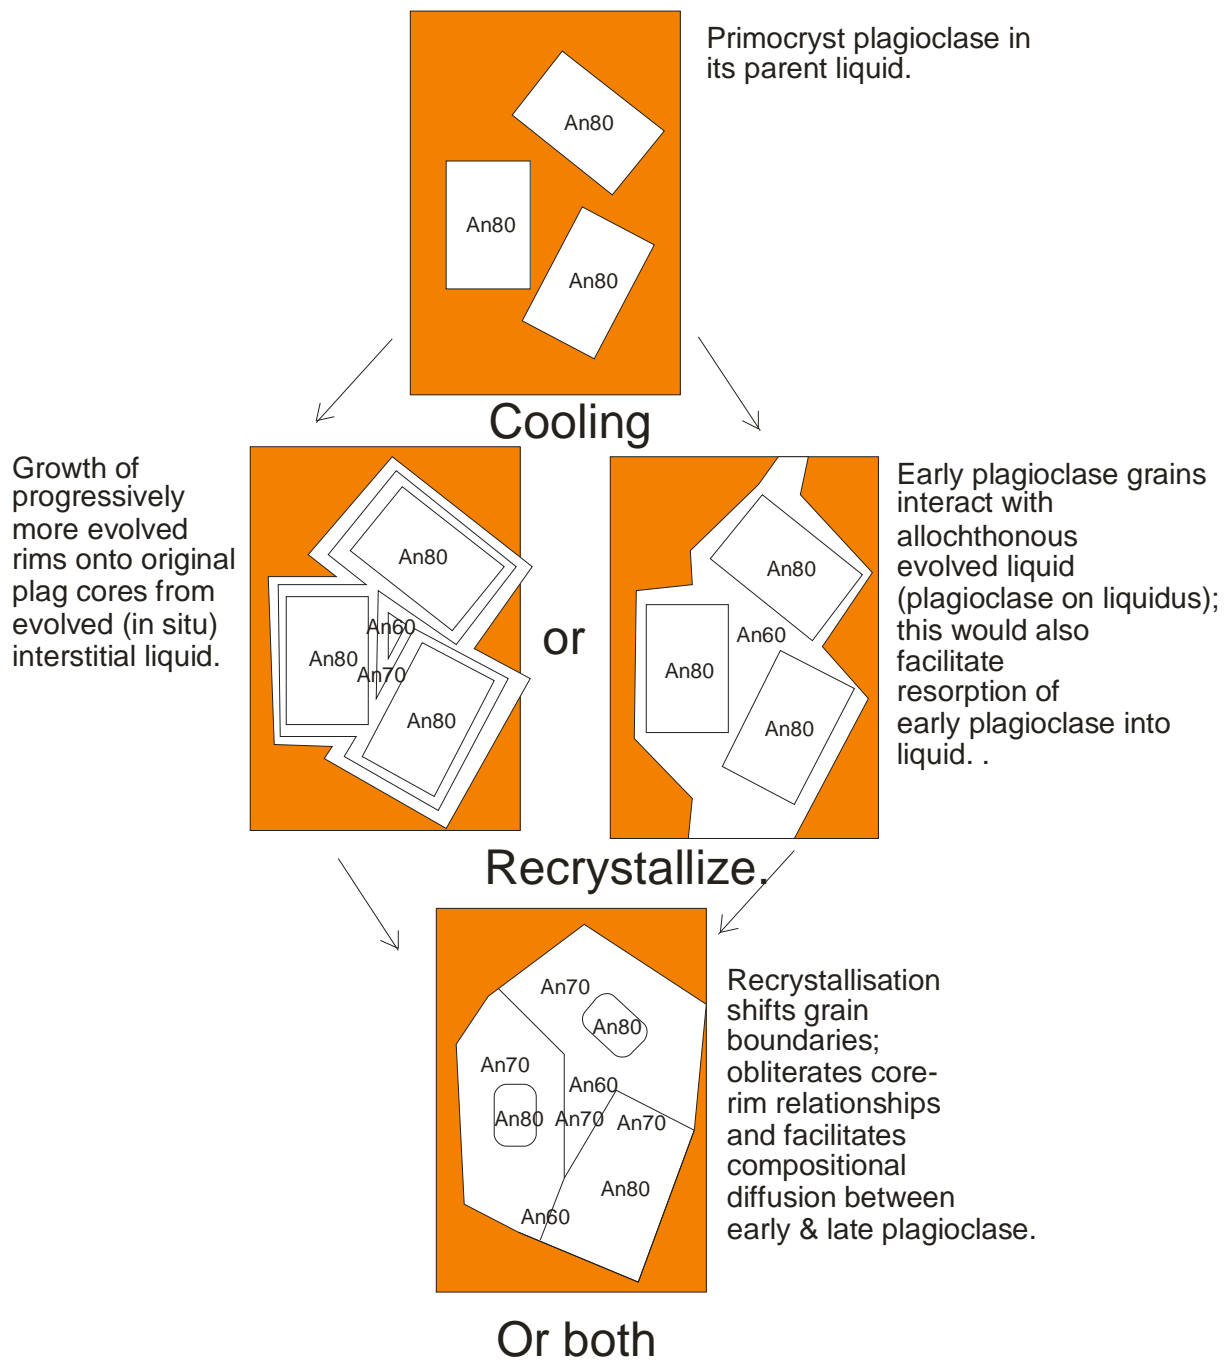 Primocryst plagioclase in
its parent liquid.
An80
An80
An80
Cooling
Growth of
progressively
more evolved
rims onto original
plag cores from
evolved (in situ)
interstitial liquid.
An80
An60
An80
An70
An80
or
An80
An60
An80
An80
Early plagioclase grains
interact with
allochthonous
evolved liquid
(plagioclase on liquidus);
this would also
facilitate
resorption of
early plagioclase into
liquid. .
Recrystallize.
An70
An80
An70
An60
An80
An70
An70
An80
An60
Recrystallisation
shifts grain
boundaries;
obliterates core-
rim relationships
and facilitates
compositional
diffusion between
early & late plagioclase.
Or both